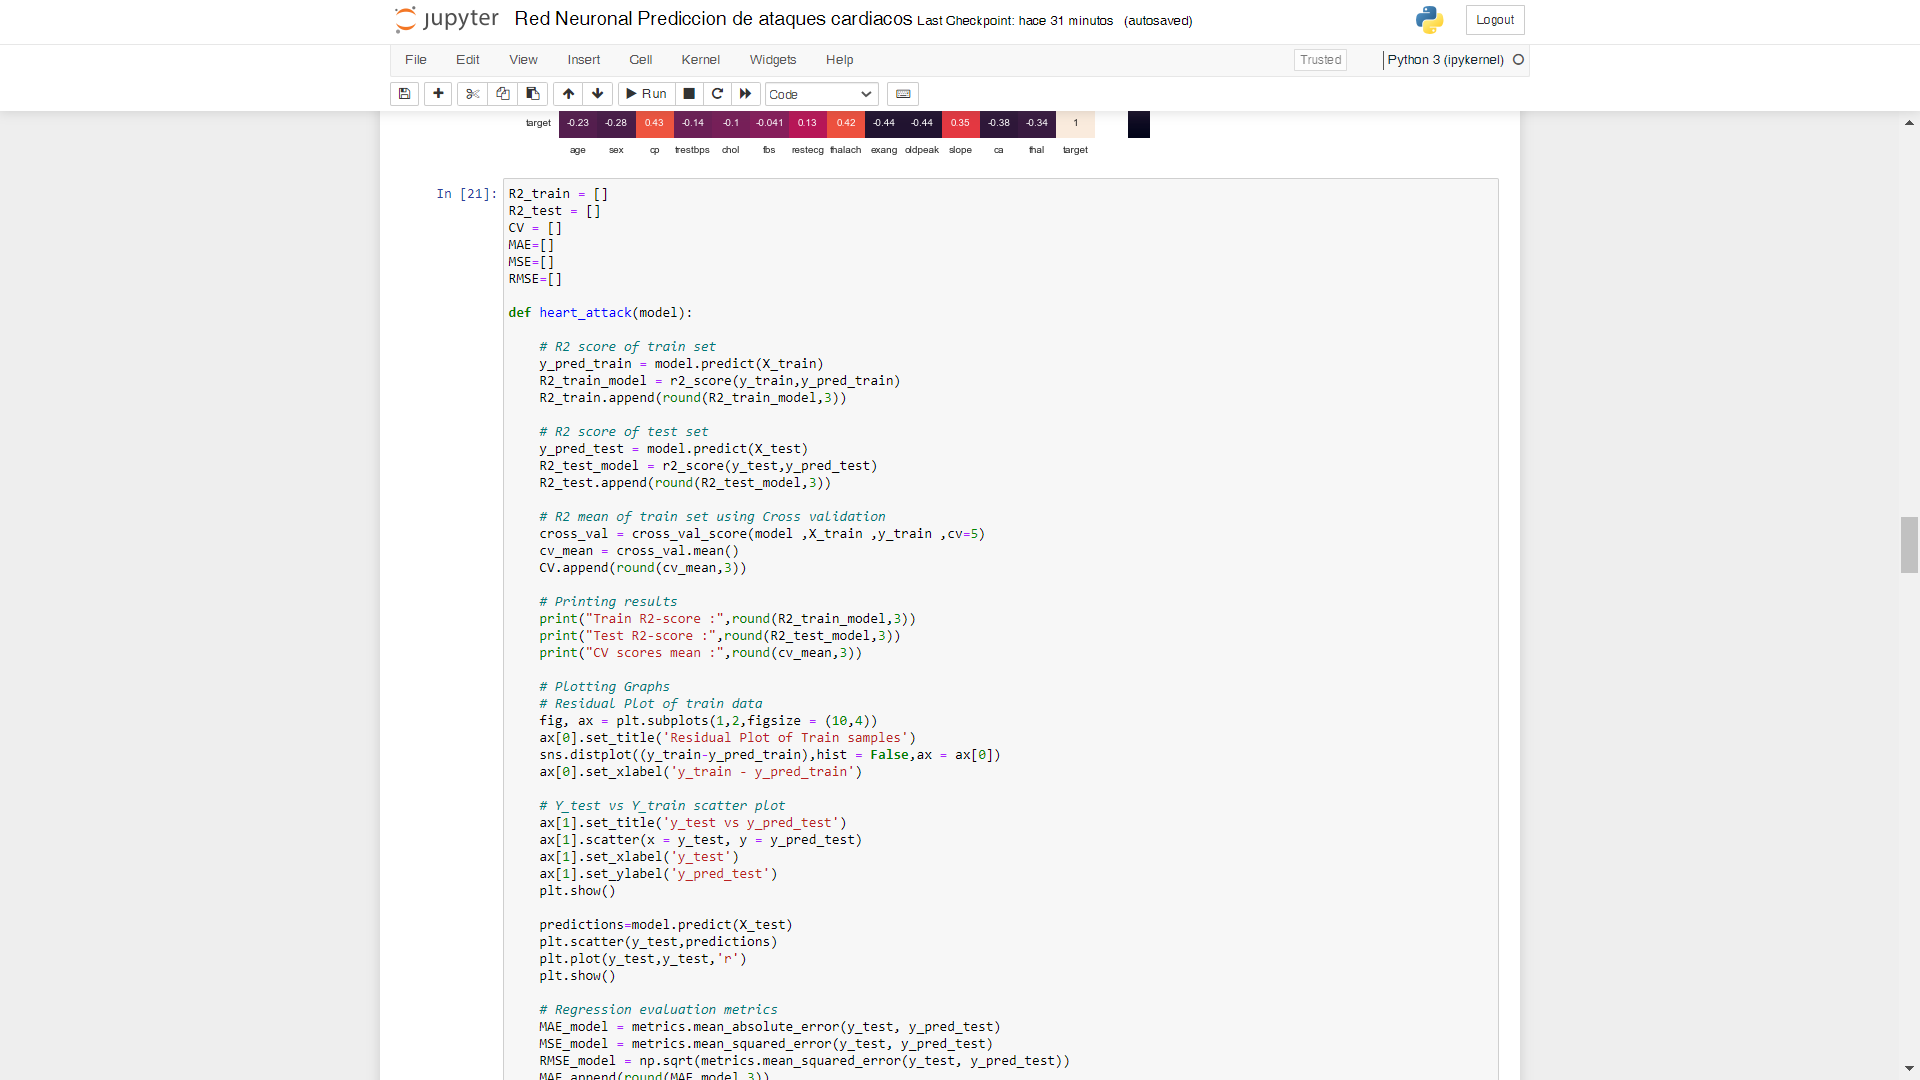 jupyter Red Neuronal Prediccion de ataques cardiacos Last Checkpoint: hace 31 minutos (autosaved) Logout
File Edit View Insert Cell Kernel Widgets Help Trusted Python 3 (ipykernel)
Run Code
target -0.23 -0.28 0.43 -0.14 -0.1 -0.041 0.13 0.42 -0.44 -0.44 0.35 -0.38 -0.34 1
age sex cp trestbps chol fbs restecg thalach exang oldpeak slope ca thal target
In [21]: R2_train = []
R2_test = []
CV = []
MAE=[]
MSE=[]
RMSE=[]
def heart_attack(model):
# R2 score of train set
y_pred_train = model.predict(X_train)
R2_train_model = r2_score(y_train,y_pred_train)
R2_train.append(round(R2_train_model,3))
# R2 score of test set
y_pred_test = model.predict(X_test)
R2_test_model = r2_score(y_test,y_pred_test)
R2_test.append(round(R2_test_model,3))
# R2 mean of train set using Cross validation
cross_val = cross_val_score(model ,X_train ,y_train ,cv=5)
cv_mean = cross_val.mean()
CV.append(round(cv_mean,3))
# Printing results
print("Train R2-score :",round(R2_train_model,3))
print("Test R2-score :",round(R2_test_model,3))
print("CV scores mean :",round(cv_mean,3))
# Plotting Graphs
# Residual Plot of train data
fig, ax = plt.subplots(1,2,figsize = (10,4))
ax[0].set_title('Residual Plot of Train samples')
sns.distplot((y_train-y_pred_train),hist = False,ax = ax[0])
ax[0].set_xlabel('y_train - y_pred_train')
# Y_test vs Y_train scatter plot
ax[1].set_title('y_test vs y_pred_test')
ax[1].scatter(x = y_test, y = y_pred_test)
ax[1].set_xlabel('y_test')
ax[1].set_ylabel('y_pred_test')
plt.show()
predictions=model.predict(X_test)
plt.scatter(y_test,predictions)
plt.plot(y_test,y_test,'r')
plt.show()
# Regression evaluation metrics
MAE_model = metrics.mean_absolute_error(y_test, y_pred_test)
MSE_model = metrics.mean_squared_error(y_test, y_pred_test)
RMSE_model = np.sqrt(metrics.mean_squared_error(y_test, y_pred_test))
MAE.append(round(MAE_model,3))